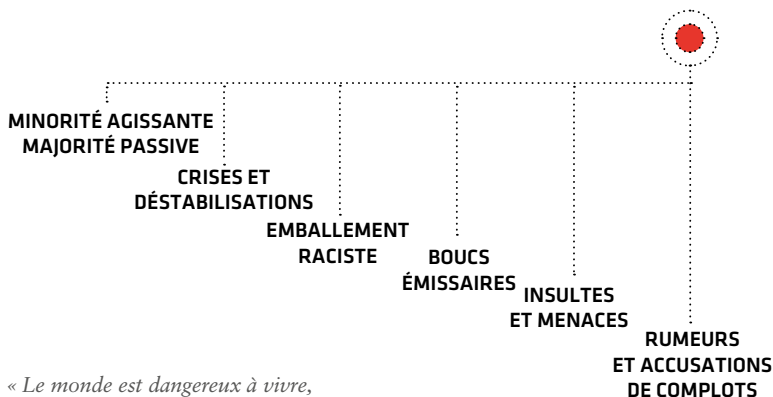 MINORITÉ AGISSANTE
MAJORITÉ PASSIVE
CRISES ET
DÉSTABILISATIONS
EMBALLEMENT
RACISTE
BOUCS
ÉMISSAIRES
INSULTES
ET MENACES
RUMEURS
ET ACCUSATIONS
DE COMPLOTS
« Le monde est dangereux à vivre,